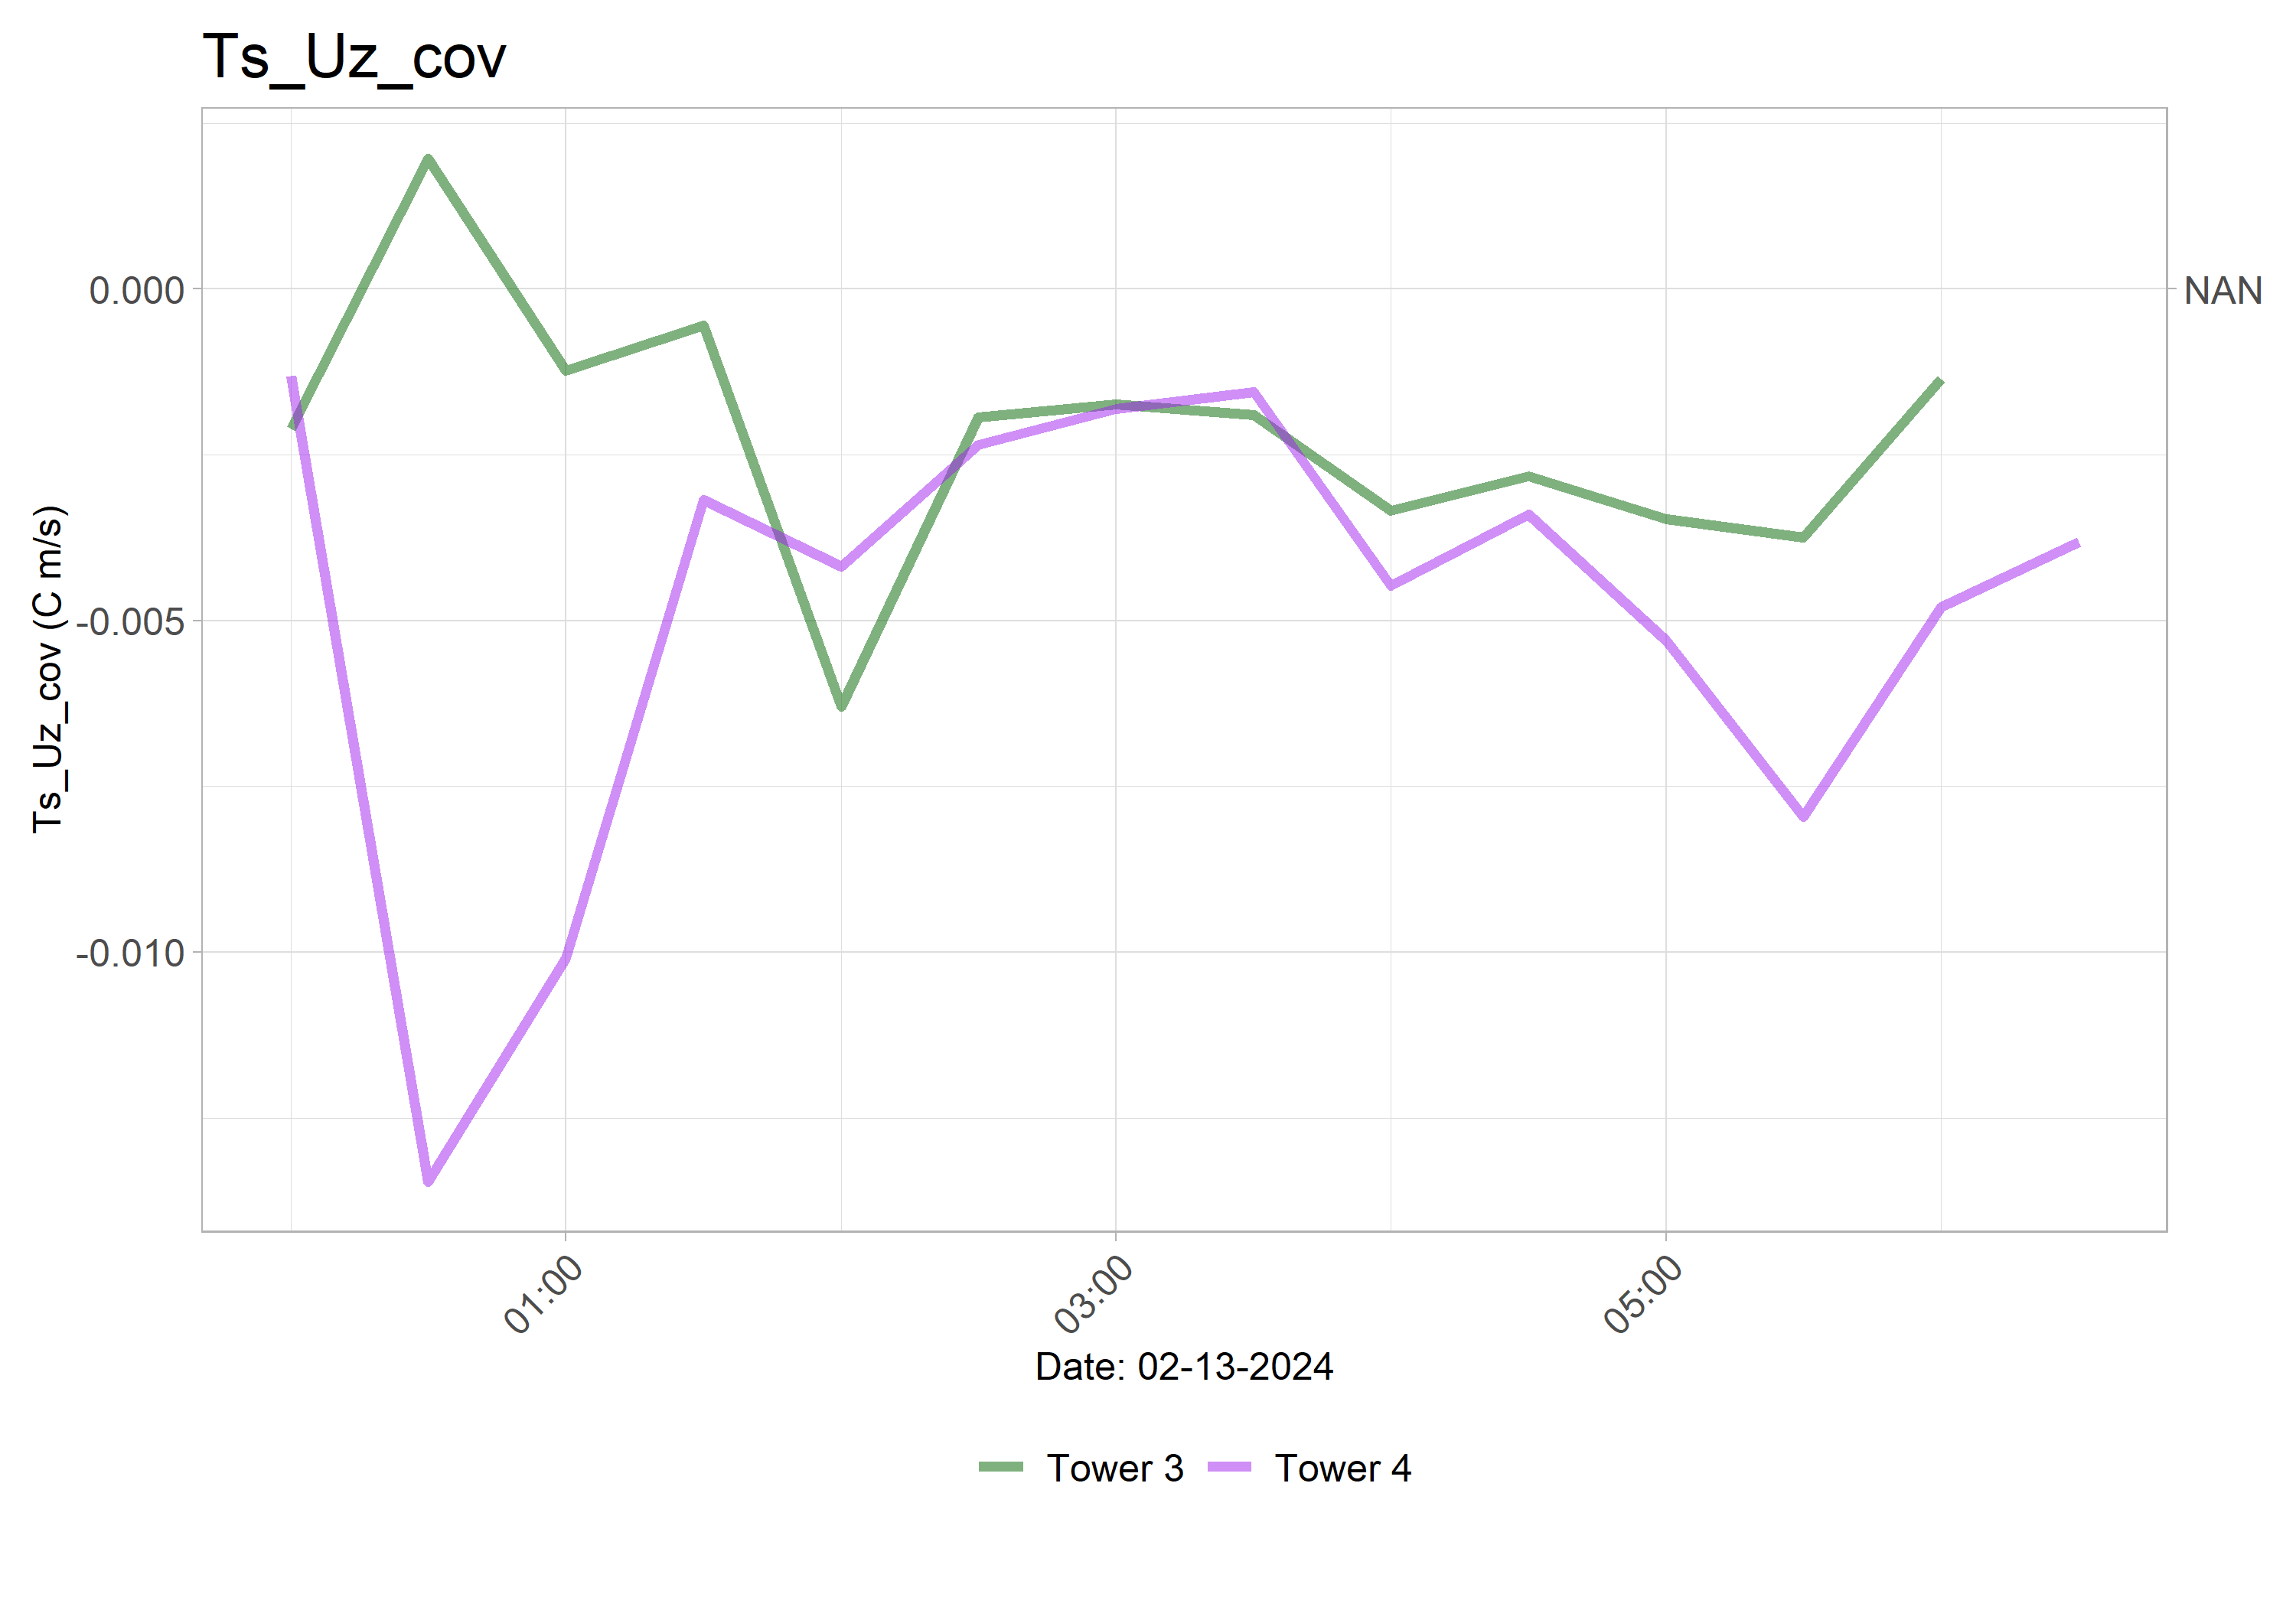 Ts_Uz_cov
Ts_Uz_cov (C m/s)
0.000
-0.005
-0.010
NAN
01:00
03:00
05:00
Date: 02-13-2024
Tower 3
Tower 4